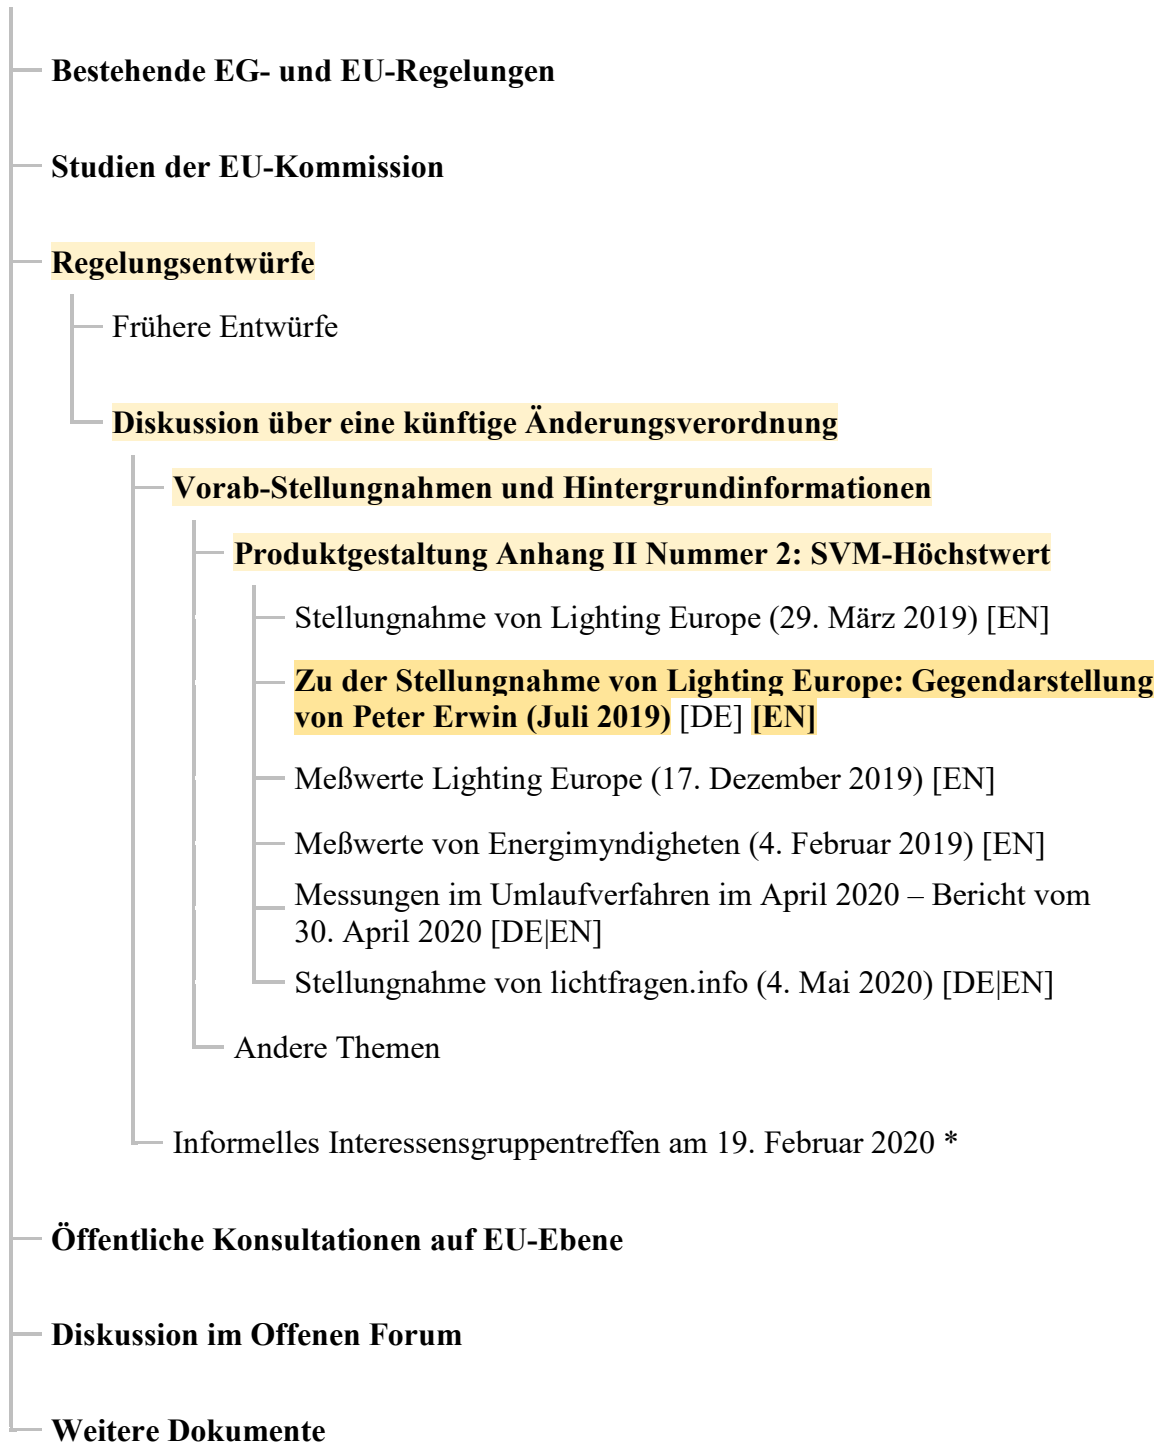 Bestehende EG- und EU-Regelungen
Studien der EU-Kommission
Regelungsentwürfe
Frühere Entwürfe
Diskussion über eine künftige Änderungsverordnung
Vorab-Stellungnahmen und Hintergrundinformationen
Produktgestaltung Anhang II Nummer 2: SVM-Höchstwert
Stellungnahme von Lighting Europe (29. März 2019) [EN]
Zu der Stellungnahme von Lighting Europe: Gegendarstellung
von Peter Erwin (Juli 2019) [DE] [EN]
Meßwerte Lighting Europe (17. Dezember 2019) [EN]
Meßwerte von Energimyndigheten (4. Februar 2019) [EN]
Messungen im Umlaufverfahren im April 2020 – Bericht vom
30. April 2020 [DE|EN]
Stellungnahme von lichtfragen.info (4. Mai 2020) [DE|EN]
Andere Themen
Informelles Interessensgruppentreffen am 19. Februar 2020 *
Öffentliche Konsultationen auf EU-Ebene
Diskussion im Offenen Forum
Weitere Dokumente